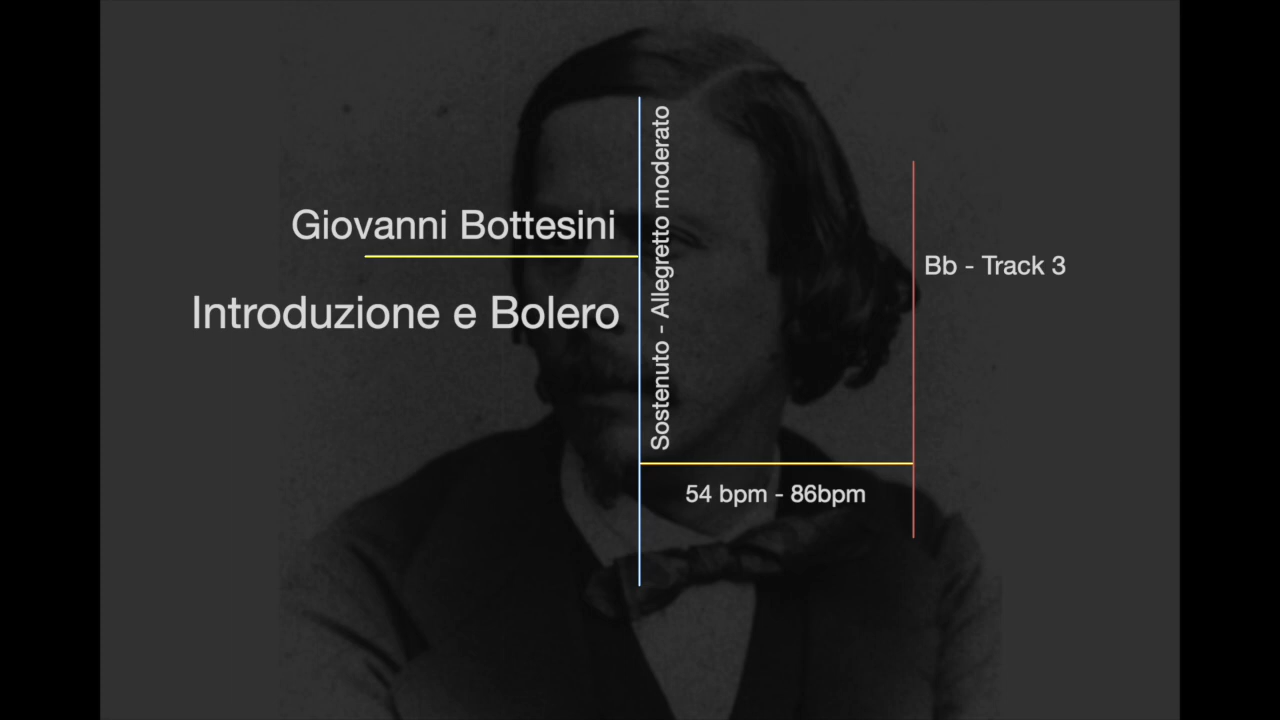 Giovanni Bottesini
Introduzione e Bolero
Sostenuto - Allegretto moderato
Bb - Track 3
54 bpm - 86bpm